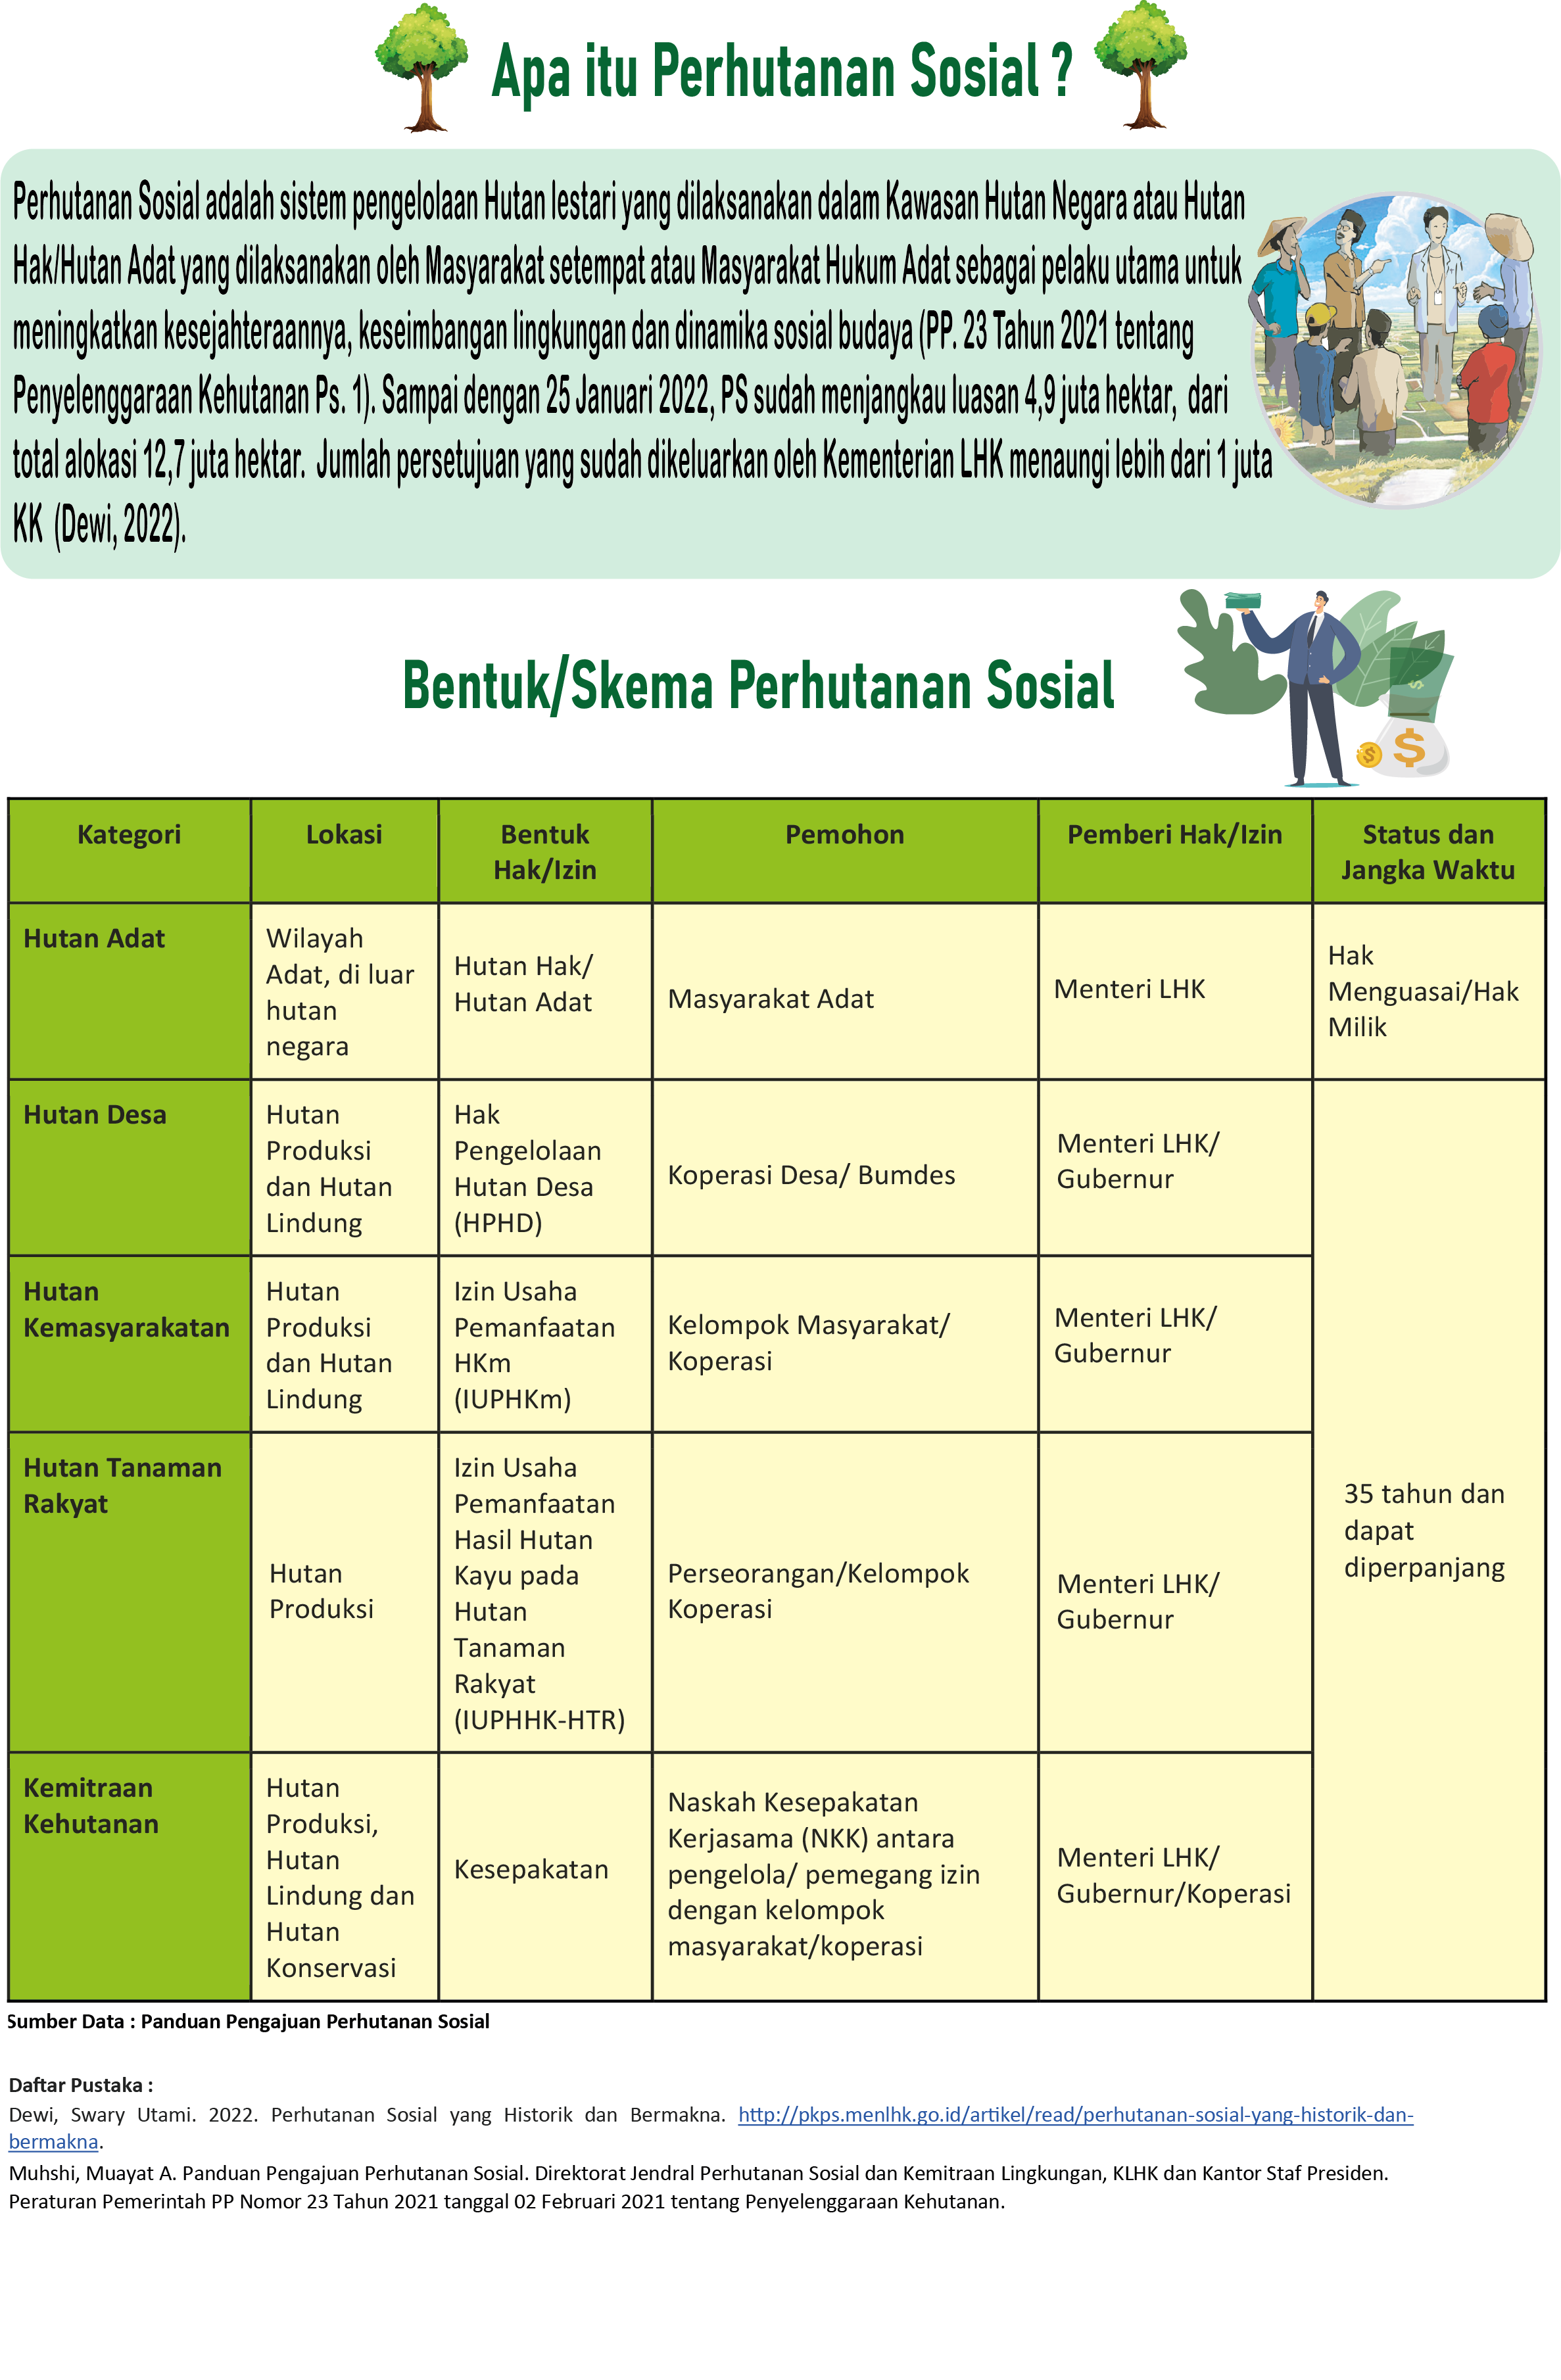 Apa itu Perhutanan Sosial ?
Perhutanan Sosial adalah sistem pengelolaan Hutan lestari yang dilaksanakan dalam Kawasan Hutan Negara atau Hutan
Hak/Hutan Adat yang dilaksanakan oleh Masyarakat setempat atau Masyarakat Hukum Adat sebagai pelaku utama untuk
meningkatkan kesejahteraannya, keseimbangan lingkungan dan dinamika sosial budaya (PP. 23 Tahun 2021 tentang
Penyelenggaraan Kehutanan Ps. 1). Sampai dengan 25 Januari 2022, PS sudah menjangkau luasan 4,9 juta hektar, dari
total alokasi 12,7 juta hektar. Jumlah persetujuan yang sudah dikeluarkan oleh Kementerian LHK menaungi lebih dari 1 juta
KK (Dewi, 2022).
Bentuk/Skema Perhutanan Sosial
$
$
$
Kategori
Lokasi
Bentuk
Hak/Izin
Pemohon
Pemberi Hak/Izin
Status dan
Jangka Waktu
Hutan Adat
Wilayah
Adat, di luar
hutan
negara
Hutan Hak/
Hutan Adat
Masyarakat Adat
Menteri LHK
Hak
Menguasai/Hak
Milik
Hutan Desa
Hutan
Produksi
dan Hutan
Lindung
Hak
Pengelolaan
Hutan Desa
(HPHD)
Koperasi Desa/ Bumdes
Menteri LHK/
Gubernur
35 tahun dan
dapat
diperpanjang
Hutan
Kemasyarakatan
Hutan
Produksi
dan Hutan
Lindung
Izin Usaha
Pemanfaatan
HKm
(IUPHKm)
Kelompok Masyarakat/
Koperasi
Menteri LHK/
Gubernur
Hutan Tanaman
Rakyat
Hutan
Produksi
Izin Usaha
Pemanfaatan
Hasil Hutan
Kayu pada
Hutan
Tanaman
Rakyat
(IUPHHK-HTR)
Perseorangan/Kelompok
Koperasi
Menteri LHK/
Gubernur
Kemitraan
Kehutanan
Hutan
Produksi,
Hutan
Lindung dan
Hutan
Konservasi
Kesepakatan
Naskah Kesepakatan
Kerjasama (NKK) antara
pengelola/ pemegang izin
dengan kelompok
masyarakat/koperasi
Menteri LHK/
Gubernur/Koperasi
Sumber Data : Panduan Pengajuan Perhutanan Sosial
Daftar Pustaka :
Dewi, Swary Utami. 2022. Perhutanan Sosial yang Historik dan Bermakna. http://pkps.menlhk.go.id/artikel/read/perhutanan-sosial-yang-historik-dan-
bermakna.
Muhshi, Muayat A. Panduan Pengajuan Perhutanan Sosial. Direktorat Jendral Perhutanan Sosial dan Kemitraan Lingkungan, KLHK dan Kantor Staf Presiden.
Peraturan Pemerintah PP Nomor 23 Tahun 2021 tanggal 02 Februari 2021 tentang Penyelenggaraan Kehutanan.